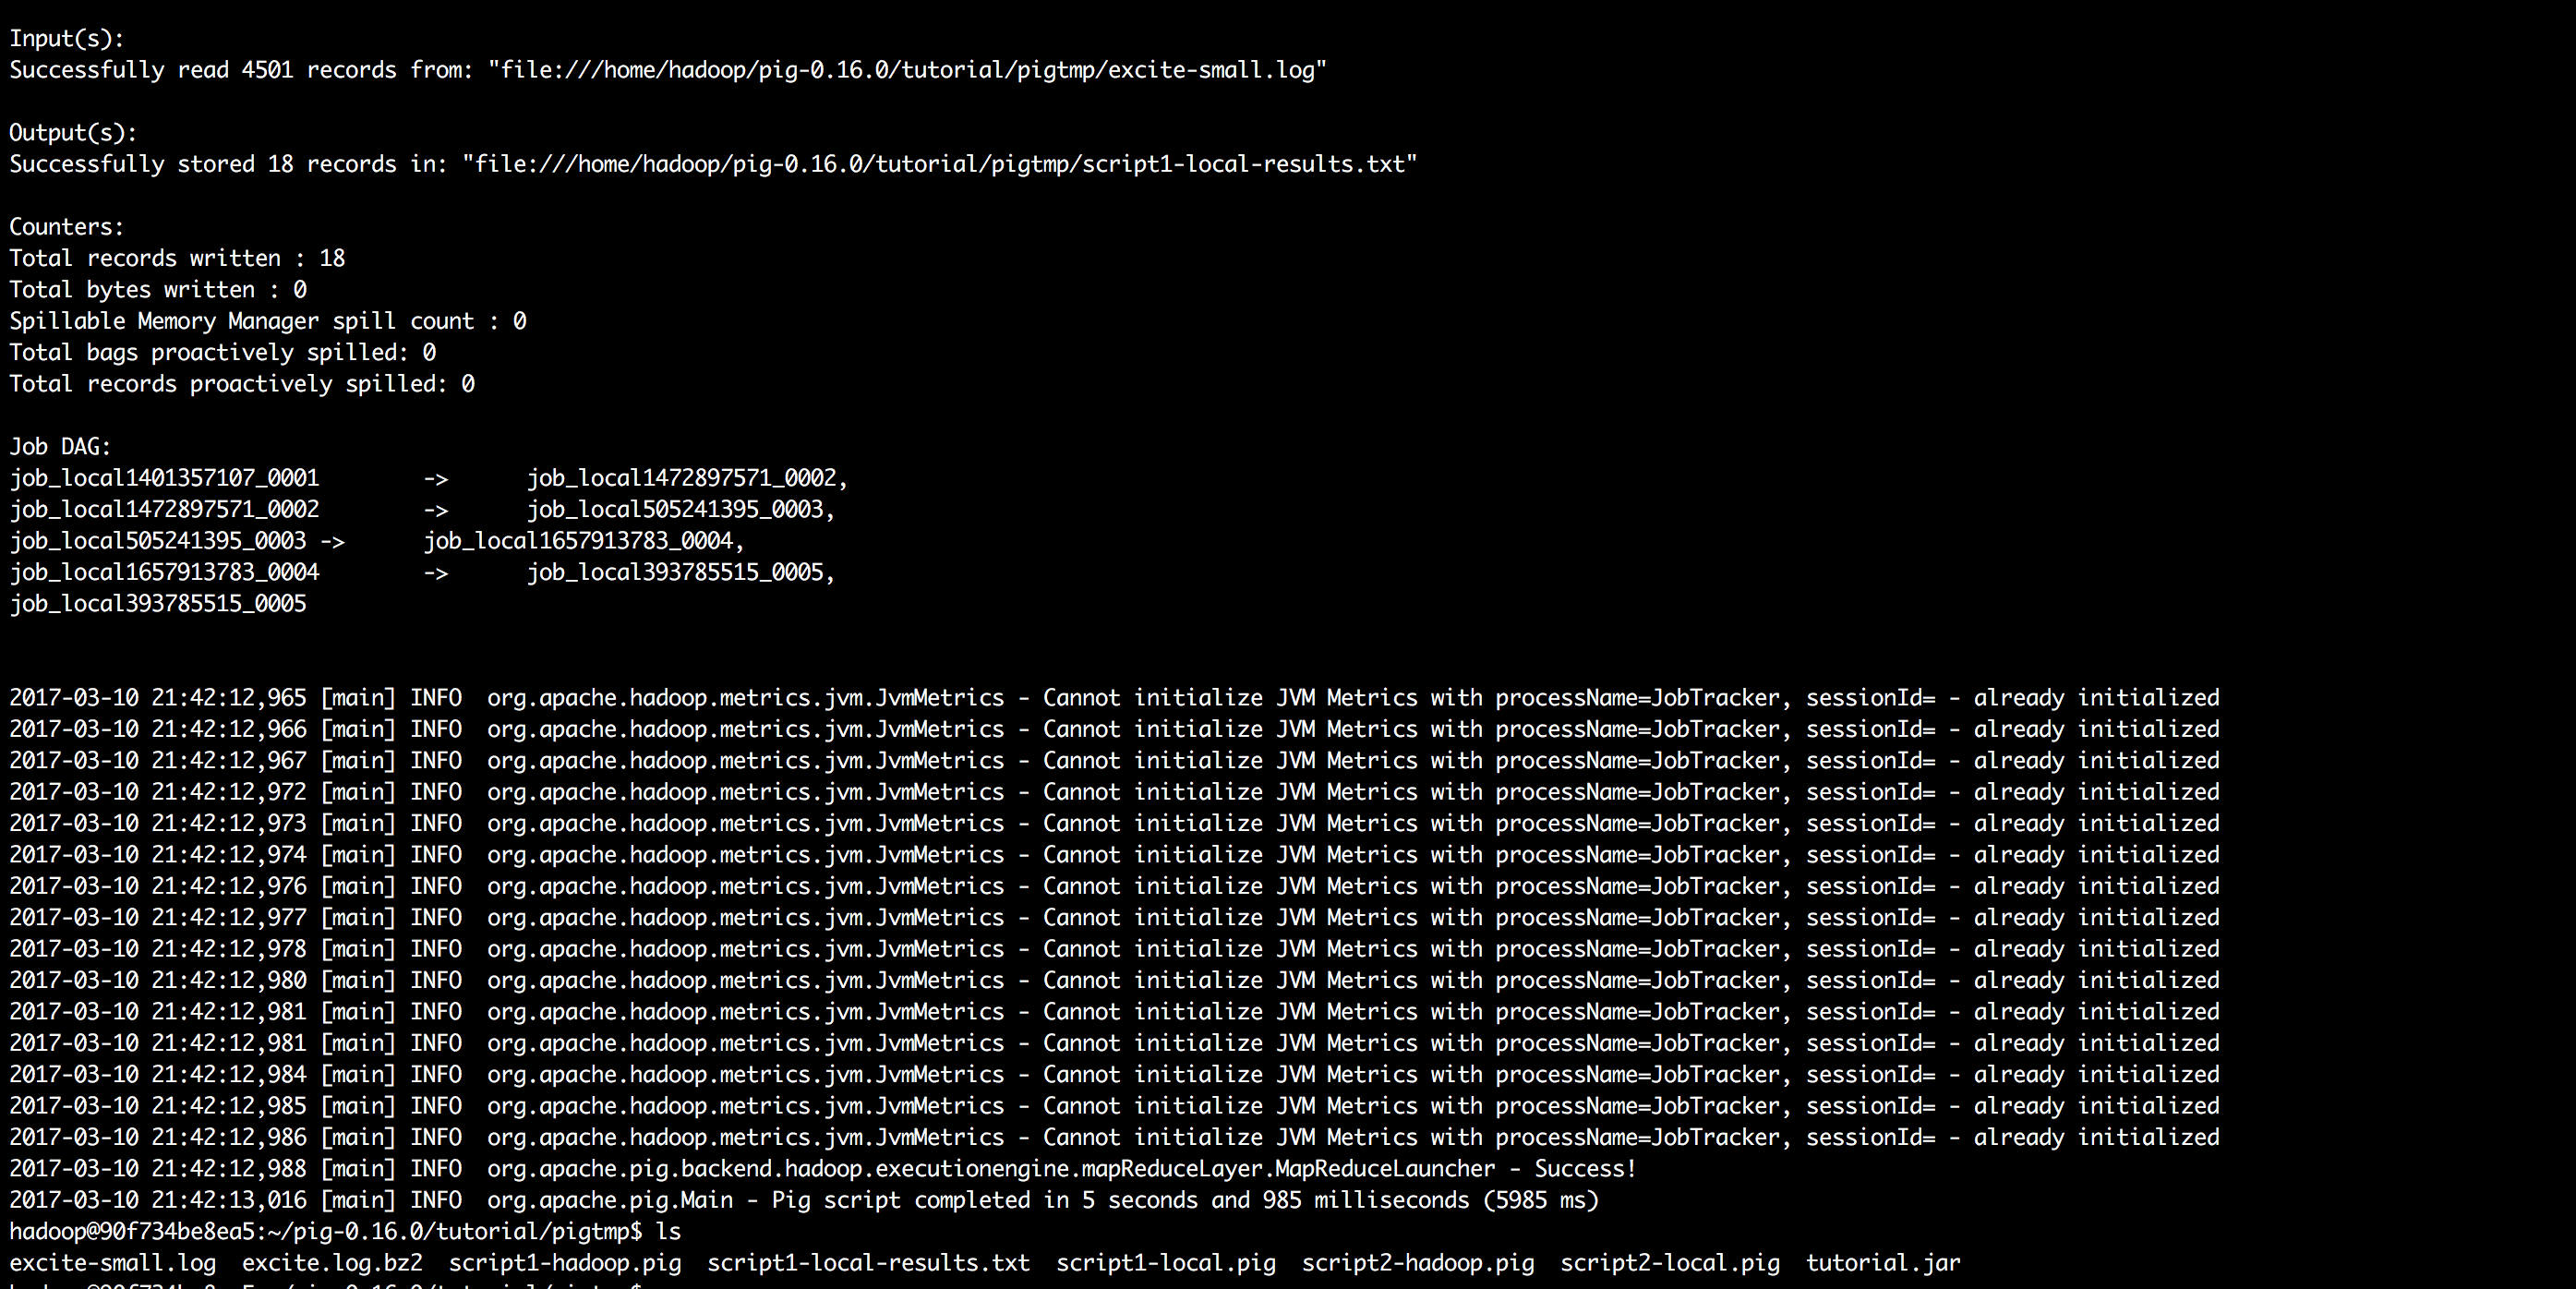 Input(s):
Successfully read 4501 records from: "file:///home/hadoop/pig-0.16.0/tutorial/pigtmp/excite-small.log"
Output(s):
Successfully stored 18 records in: "file:///home/hadoop/pig-0.16.0/tutorial/pigtmp/script1-local-results.txt"
Counters:
Total records written : 18
Total bytes written : 0
Spillable Memory Manager spill count : 0
Total bags proactively spilled: 0
Total records proactively spilled: 0
Job DAG:
job_local1401357107_0001 -> job_local1472897571_0002,
job_local1472897571_0002 -> job_local505241395_0003,
job_local505241395_0003 -> job_local1657913783_0004,
job_local1657913783_0004 -> job_local393785515_0005,
job_local393785515_0005
2017-03-10 21:42:12,965 [main] INFO  org.apache.hadoop.metrics.jvm.JvmMetrics - Cannot initialize JVM Metrics with processName=JobTracker, sessionId= - already initialized
2017-03-10 21:42:12,966 [main] INFO  org.apache.hadoop.metrics.jvm.JvmMetrics - Cannot initialize JVM Metrics with processName=JobTracker, sessionId= - already initialized
2017-03-10 21:42:12,967 [main] INFO  org.apache.hadoop.metrics.jvm.JvmMetrics - Cannot initialize JVM Metrics with processName=JobTracker, sessionId= - already initialized
2017-03-10 21:42:12,972 [main] INFO  org.apache.hadoop.metrics.jvm.JvmMetrics - Cannot initialize JVM Metrics with processName=JobTracker, sessionId= - already initialized
2017-03-10 21:42:12,973 [main] INFO  org.apache.hadoop.metrics.jvm.JvmMetrics - Cannot initialize JVM Metrics with processName=JobTracker, sessionId= - already initialized
2017-03-10 21:42:12,974 [main] INFO  org.apache.hadoop.metrics.jvm.JvmMetrics - Cannot initialize JVM Metrics with processName=JobTracker, sessionId= - already initialized
2017-03-10 21:42:12,976 [main] INFO  org.apache.hadoop.metrics.jvm.JvmMetrics - Cannot initialize JVM Metrics with processName=JobTracker, sessionId= - already initialized
2017-03-10 21:42:12,977 [main] INFO  org.apache.hadoop.metrics.jvm.JvmMetrics - Cannot initialize JVM Metrics with processName=JobTracker, sessionId= - already initialized
2017-03-10 21:42:12,978 [main] INFO  org.apache.hadoop.metrics.jvm.JvmMetrics - Cannot initialize JVM Metrics with processName=JobTracker, sessionId= - already initialized
2017-03-10 21:42:12,980 [main] INFO  org.apache.hadoop.metrics.jvm.JvmMetrics - Cannot initialize JVM Metrics with processName=JobTracker, sessionId= - already initialized
2017-03-10 21:42:12,981 [main] INFO  org.apache.hadoop.metrics.jvm.JvmMetrics - Cannot initialize JVM Metrics with processName=JobTracker, sessionId= - already initialized
2017-03-10 21:42:12,981 [main] INFO  org.apache.hadoop.metrics.jvm.JvmMetrics - Cannot initialize JVM Metrics with processName=JobTracker, sessionId= - already initialized
2017-03-10 21:42:12,984 [main] INFO  org.apache.hadoop.metrics.jvm.JvmMetrics - Cannot initialize JVM Metrics with processName=JobTracker, sessionId= - already initialized
2017-03-10 21:42:12,985 [main] INFO  org.apache.hadoop.metrics.jvm.JvmMetrics - Cannot initialize JVM Metrics with processName=JobTracker, sessionId= - already initialized
2017-03-10 21:42:12,986 [main] INFO  org.apache.hadoop.metrics.jvm.JvmMetrics - Cannot initialize JVM Metrics with processName=JobTracker, sessionId= - already initialized
2017-03-10 21:42:12,988 [main] INFO  org.apache.pig.backend.hadoop.executionengine.mapReduceLayer.MapReduceLauncher - Success!
2017-03-10 21:42:13,016 [main] INFO  org.apache.pig.Main - Pig script completed in 5 seconds and 985 milliseconds (5985 ms)
hadoop@90f734be8ea5:~/pig-0.16.0/tutorial/pigtmp$ ls
excite-small.log  excite.log.bz2  script1-hadoop.pig  script1-local-results.txt  script1-local.pig  script2-hadoop.pig  script2-local.pig  tutorial.jar